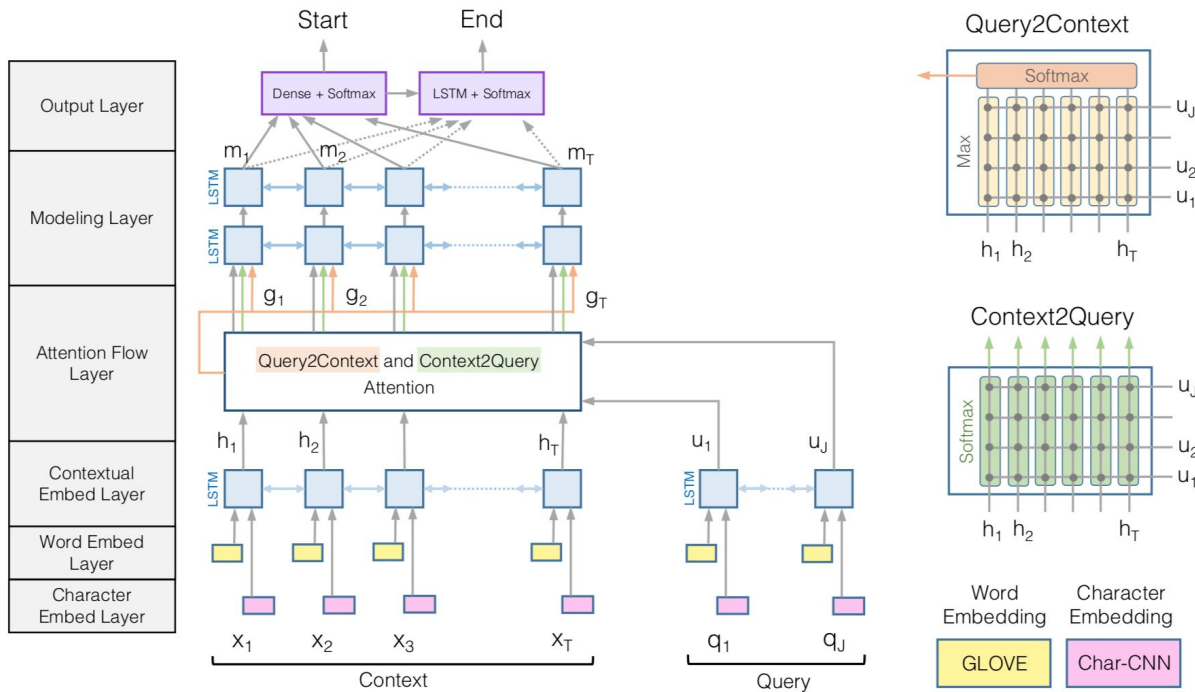 Start End
Output Layer
Dense + Softmax
LSTM + Softmax
m1 m2 mT
Modeling Layer
LSTM
LSTM
g1 g2 gT
Attention Flow
Layer
Query2Context and Context2Query
Attention
h1 h2 hT
u1 uJ
Contextual
Embed Layer
LSTM
LSTM
Word Embed
Layer
Character
Embed Layer
x1 x2 x3 xT
q1 qJ
Context
Query
Query2Context
Softmax
Max
uJ
u2
u1
h1 h2 hT
Context2Query
Softmax
uJ
u2
u1
h1 h2 hT
Word
Embedding
GLOVE
Character
Embedding
Char-CNN